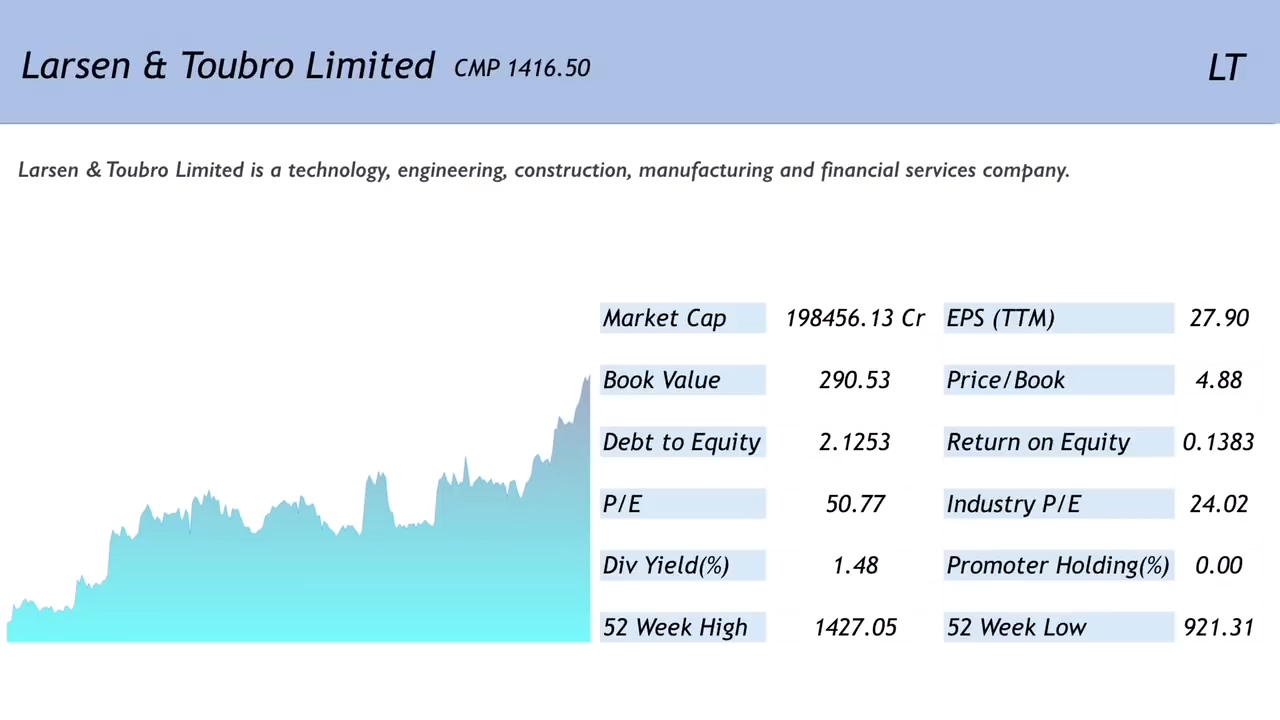 Larsen & Toubro Limited CMP 1416.50 LT
Larsen & Toubro Limited is a technology, engineering, construction, manufacturing and financial services company.
Market Cap 198456.13 Cr EPS (TTM) 27.90
Book Value 290.53 Price/Book 4.88
Debt to Equity 2.1253 Return on Equity 0.1383
P/E 50.77 Industry P/E 24.02
Div Yield(%) 1.48 Promoter Holding(%) 0.00
52 Week High 1427.05 52 Week Low 921.31